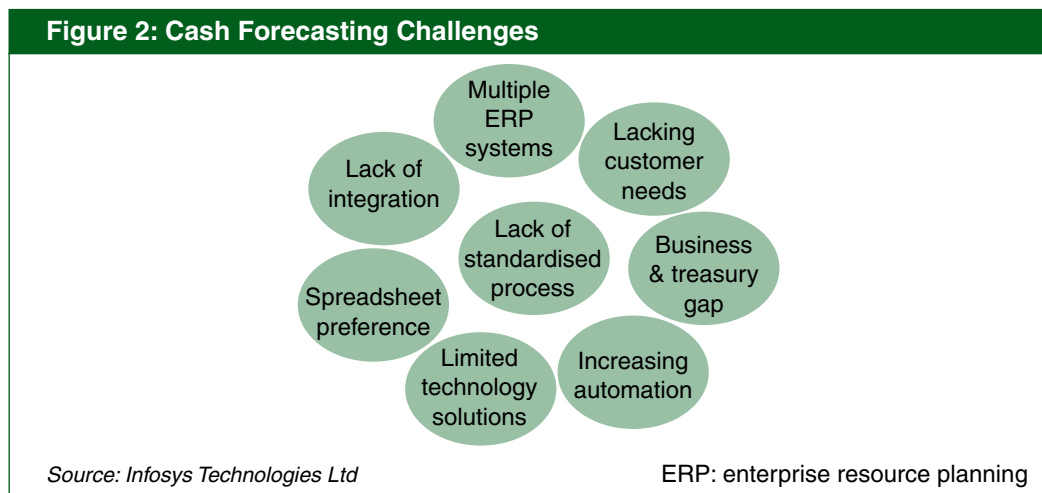 Figure 2: Cash Forecasting Challenges
Multiple
ERP
systems
Lacking
customer
needs
Lack of
integration
Lack of
standardised
process
Business
& treasury
gap
Spreadsheet
preference
Limited
technology
solutions
Increasing
automation
Source: Infosys Technologies Ltd
ERP: enterprise resource planning